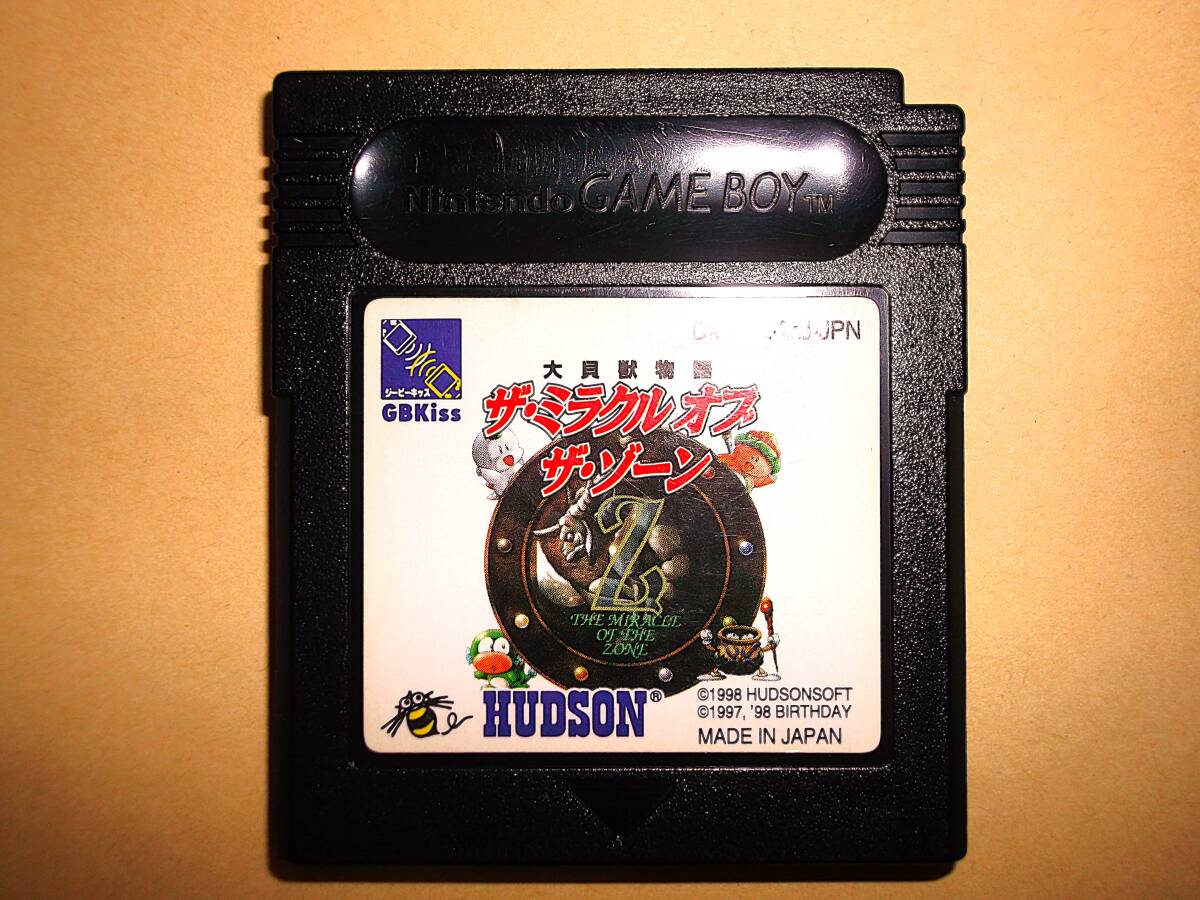 Nintendo GAME BOY™
J-JPN
ジーピーキッス
GBKiss
大貝獣物語
ザ・ミラクル オブ
ザ・ゾーン
Z
THE MIRACLE
OF THE
ZONE
HUDSON®
©1998 HUDSONSOFT
©1997, '98 BIRTHDAY
MADE IN JAPAN